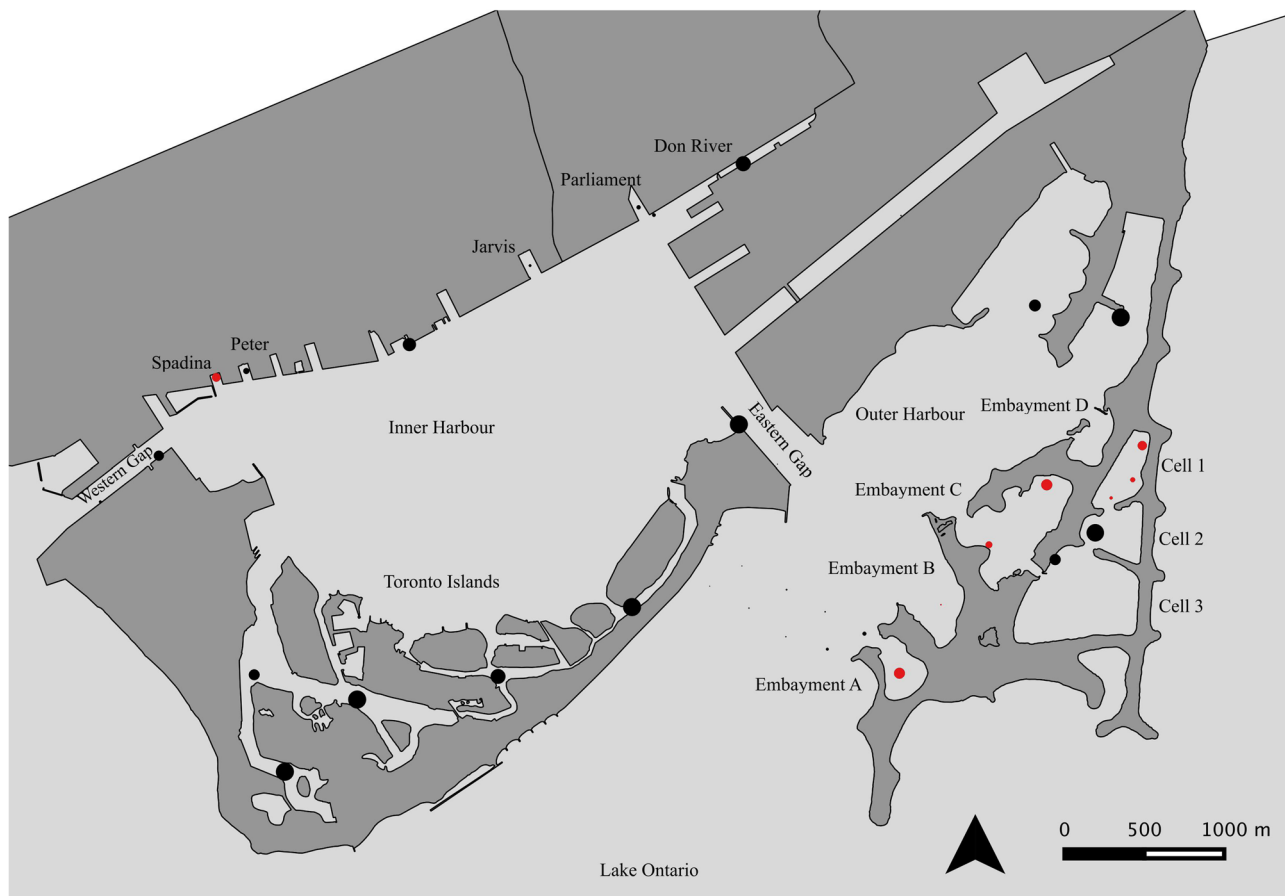 Don River
Parliament
Jarvis
Peter
Spadina
Inner Harbour
Western Gap
Eastern Gap
Outer Harbour
Embayment D
Cell 1
Embayment C
Cell 2
Embayment B
Toronto Islands
Cell 3
Embayment A
0 500 1000 m
Lake Ontario